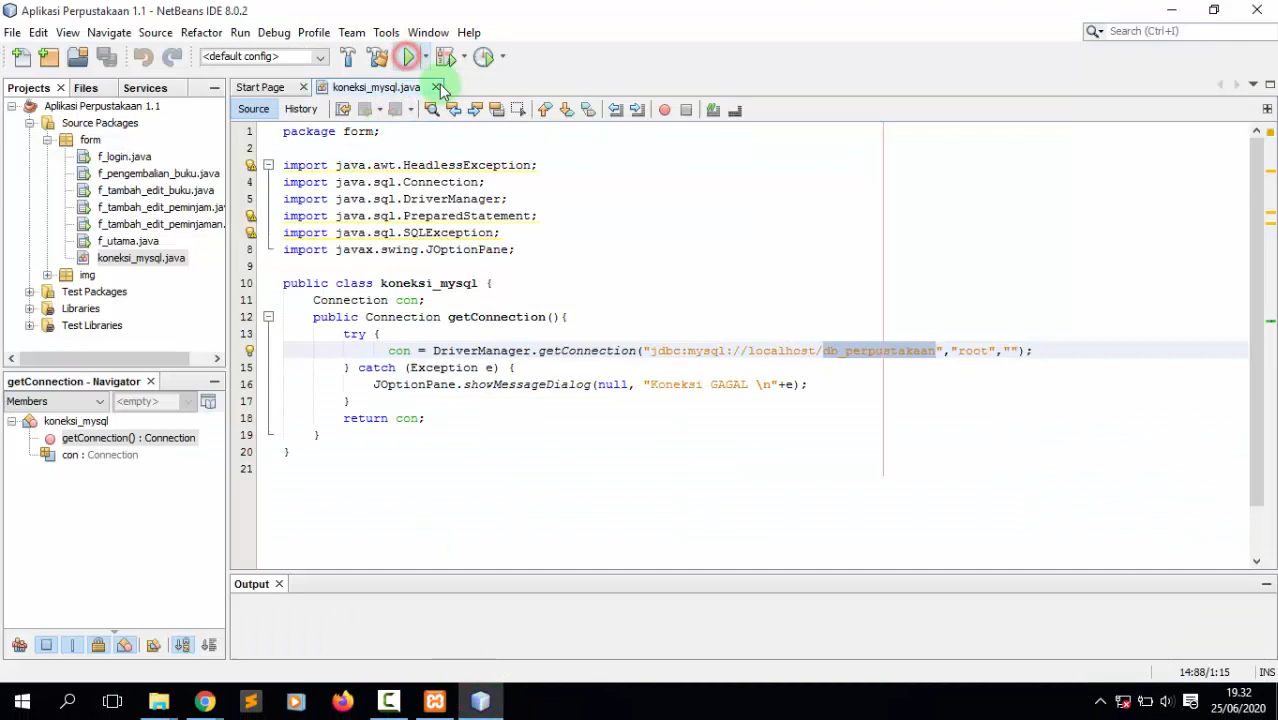 Aplikasi Perpustakaan 1.1 - NetBeans IDE 8.0.2
File Edit View Navigate Source Refactor Run Debug Profile Team Tools Window Help
Search (Ctrl+I)
<default config>
Projects Files Services
Start Page koneksi_mysql.java
Aplikasi Perpustakaan 1.1
Source Packages
form
f_login.java
f_pengembalian_buku.java
f_tambah_edit_buku.java
f_tambah_edit_peminjam.ja
f_tambah_edit_peminjaman.
f_utama.java
koneksi_mysql.java
img
Test Packages
Libraries
Test Libraries
Source History
1 package form;
2
import java.awt.HeadlessException;
4 import java.sql.Connection;
5 import java.sql.DriverManager;
import java.sql.PreparedStatement;
import java.sql.SQLException;
8 import javax.swing.JOptionPane;
9
10 public class koneksi_mysql {
11 Connection con;
12 public Connection getConnection(){
13 try {
con = DriverManager.getConnection("jdbc:mysql://localhost/db_perpustakaan","root","");
15 } catch (Exception e) {
16 JOptionPane.showMessageDialog(null, "Koneksi GAGAL \n"+e);
17 }
18 return con;
19 }
20 }
21
getConnection - Navigator
Members <empty>
koneksi_mysql
getConnection() : Connection
con : Connection
Output
14:88/1:15 INS
19.32
25/06/2020